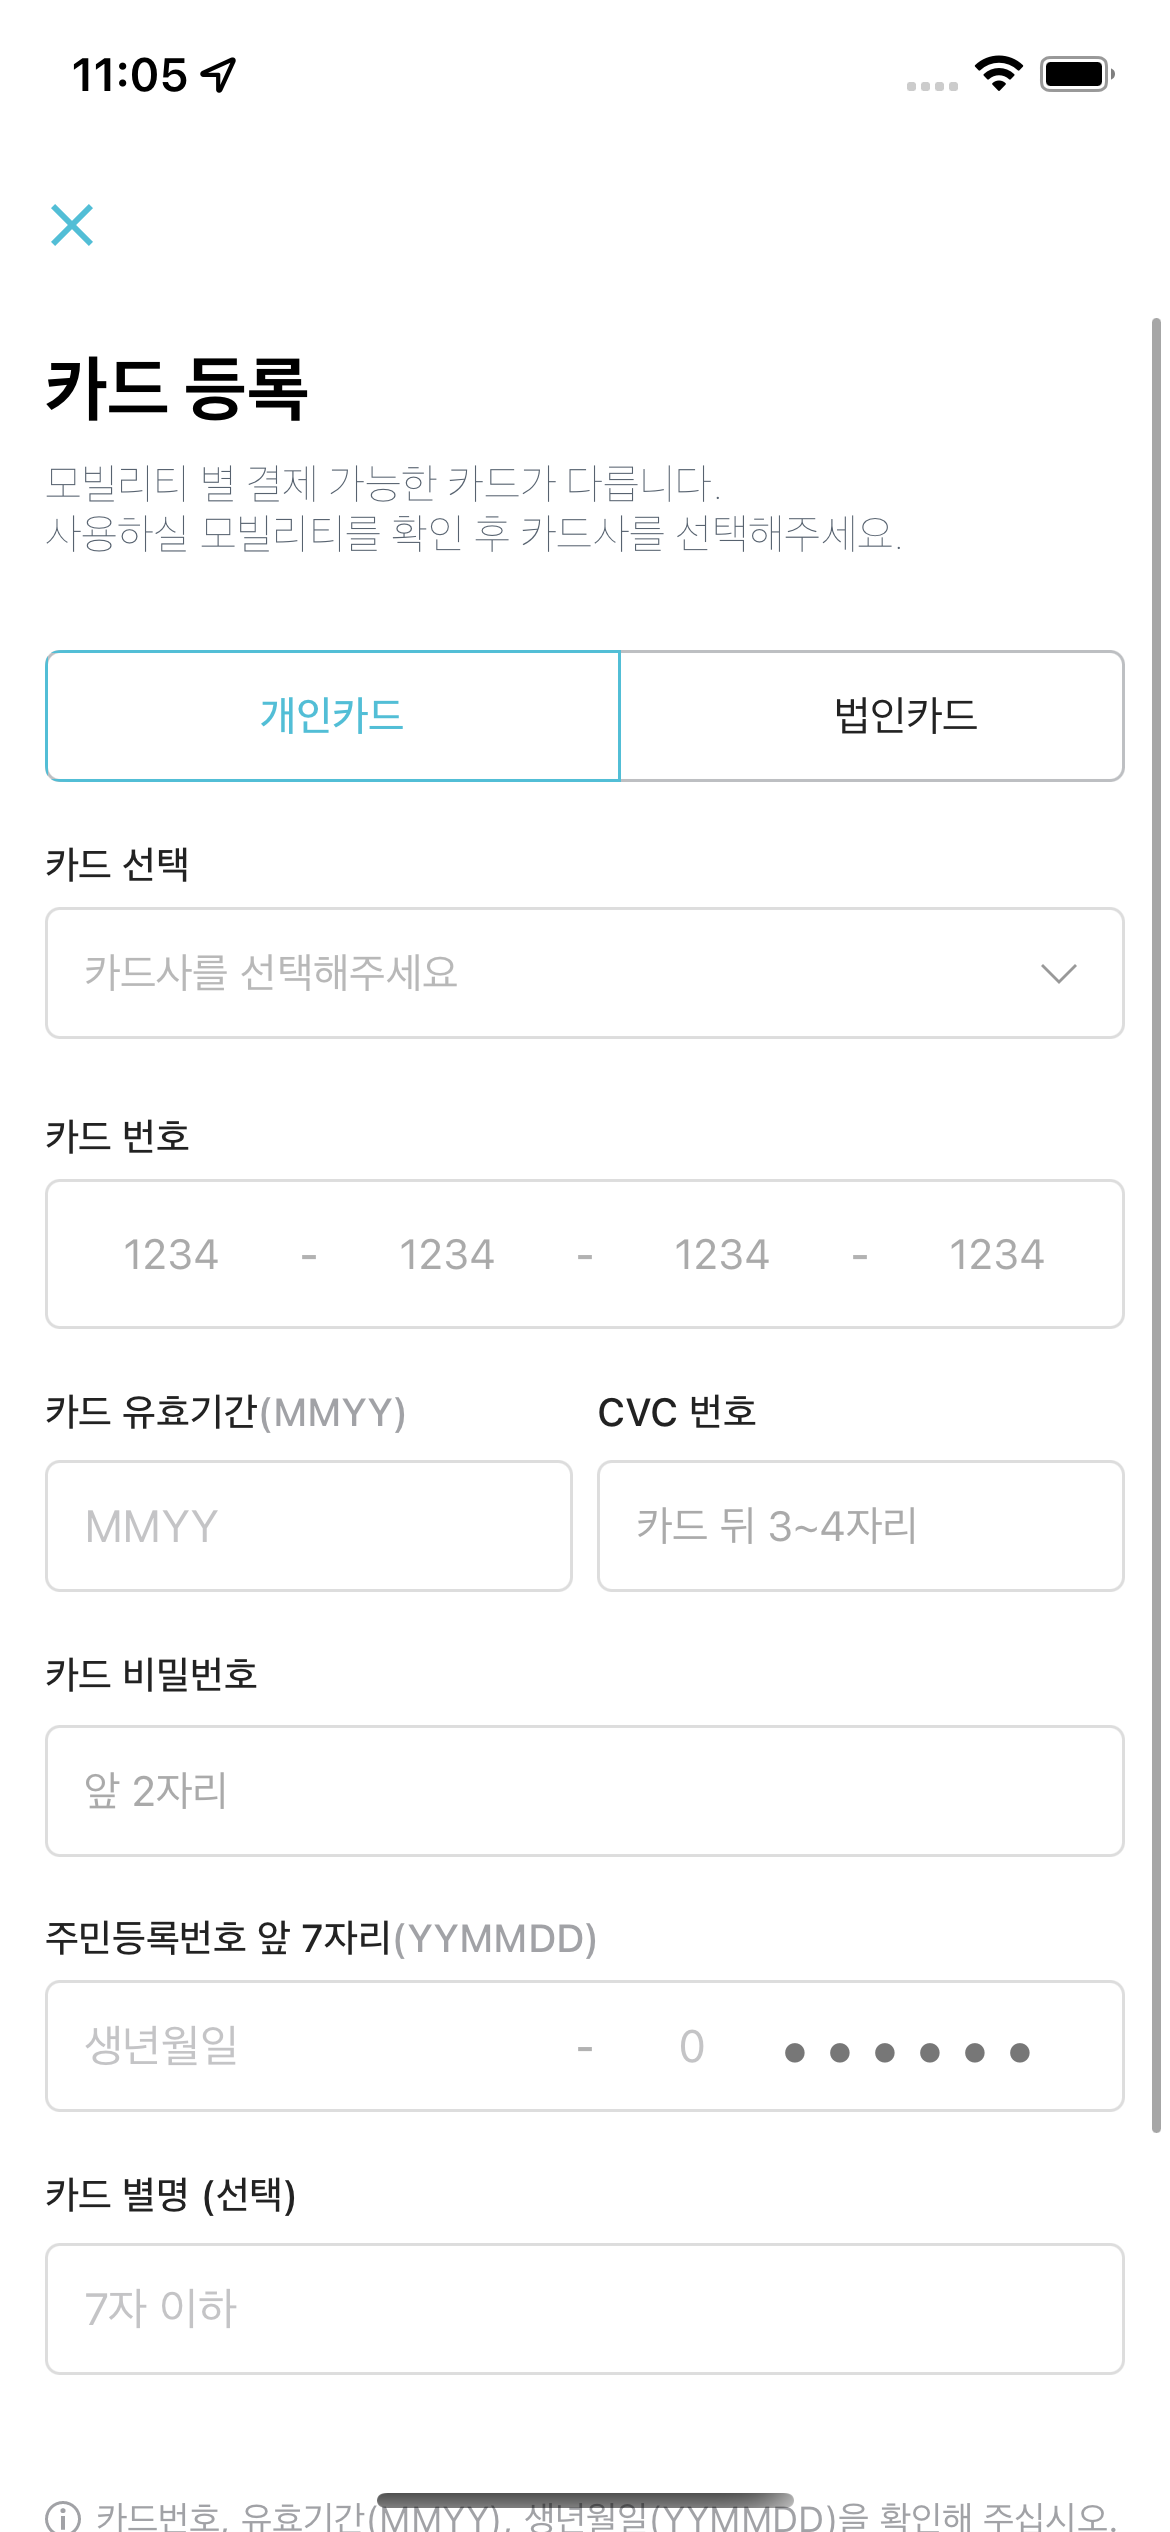 11:05
카드 등록
모빌리티 별 결제 가능한 카드가 다릅니다.
사용하실 모빌리티를 확인 후 카드사를 선택해주세요.
개인카드 법인카드
카드 선택
카드사를 선택해주세요
카드 번호
1234 - 1234 - 1234 - 1234
카드 유효기간(MMYY) CVC 번호
MMYY 카드 뒤 3~4자리
카드 비밀번호
앞 2자리
주민등록번호 앞 7자리(YYMMDD)
생년월일 - 0 ●●●●●●
카드 별명 (선택)
7자 이하
카드번호, 유효기간(MMYY), 생년월일(YYMMDD)을 확인해 주십시오.